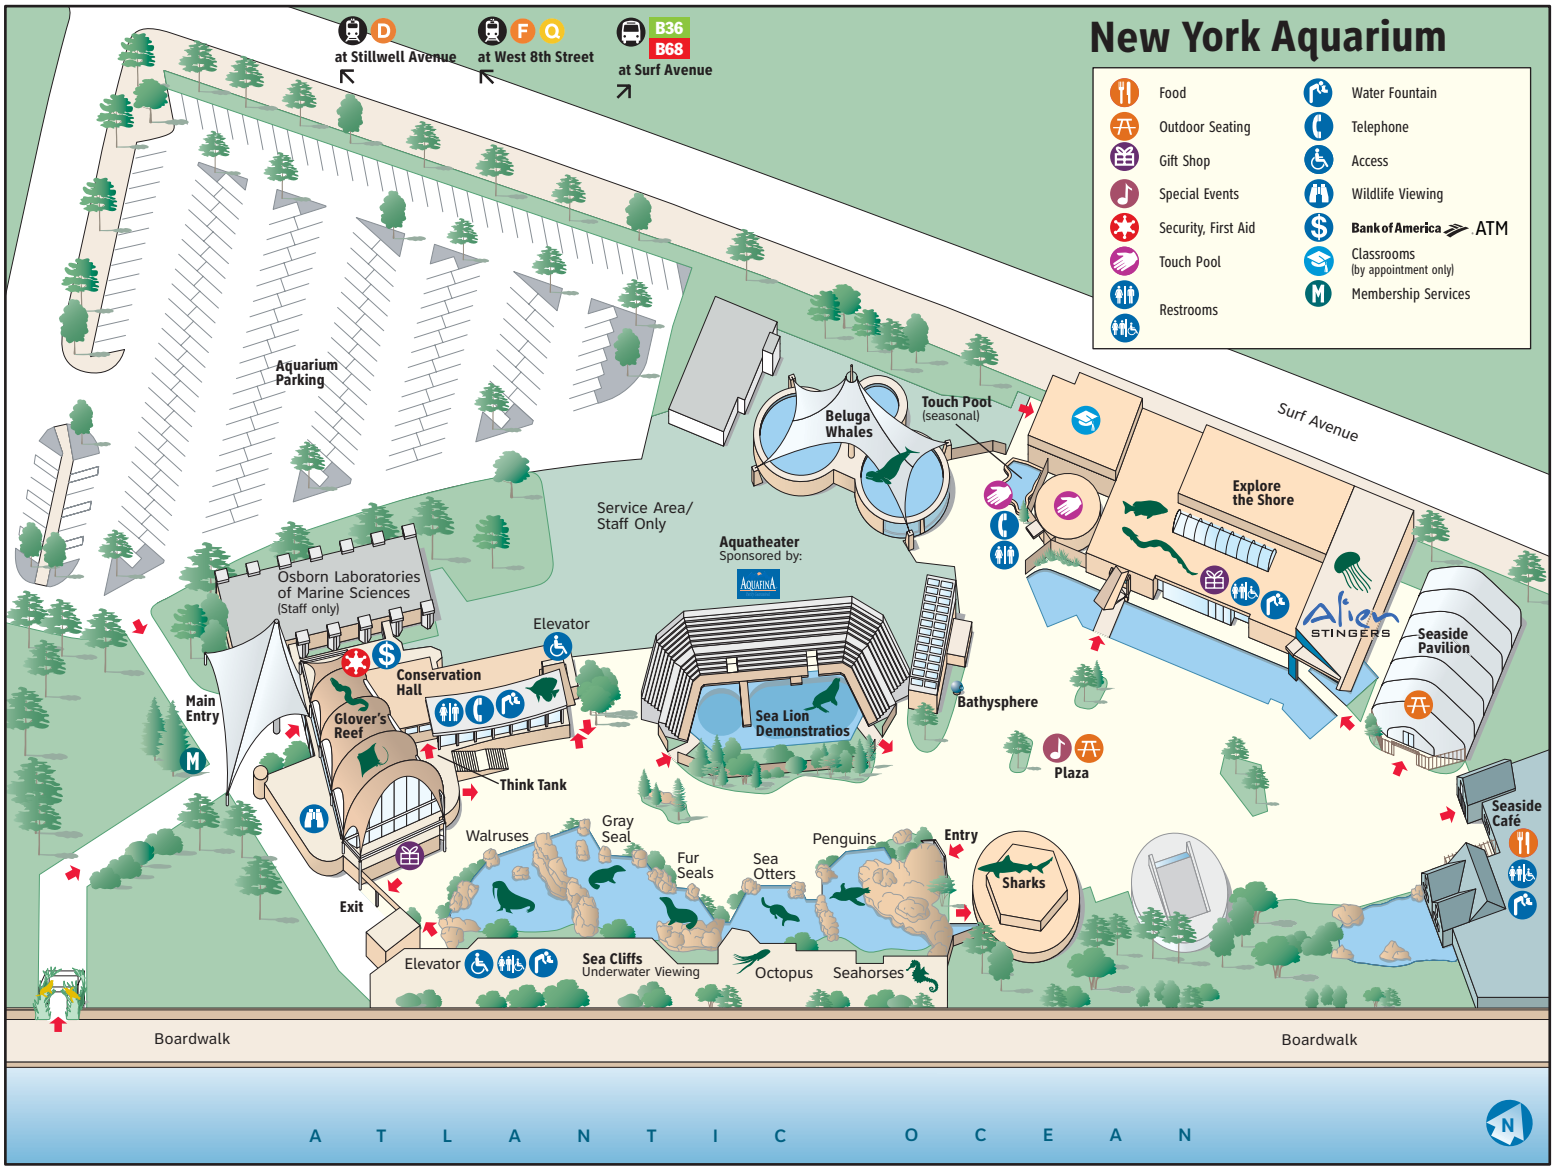 D
at Stillwell Avenue
F Q
at West 8th Street
B36
B68
at Surf Avenue
New York Aquarium
Food
Outdoor Seating
Gift Shop
Special Events
Security, First Aid
Touch Pool
Restrooms
Water Fountain
Telephone
Access
Wildlife Viewing
$
Bank of America ATM
Classrooms
(by appointment only)
M
Membership Services
Aquarium
Parking
Surf Avenue
Beluga
Whales
Touch Pool
(seasonal)
Explore
the Shore
Service Area/
Staff Only
Aquatheater
Sponsored by:
AQUAFINA
Osborn Laboratories
of Marine Sciences
(Staff only)
Elevator
$
Conservation
Hall
Alien
STINGERS
Seaside
Pavilion
Main
Entry
M
Glover's
Reef
Sea Lion
Demonstratios
Bathysphere
Plaza
Think Tank
Seaside
Café
Walruses
Gray
Seal
Fur
Seals
Sea
Otters
Penguins
Entry
Sharks
Exit
Elevator
Sea Cliffs
Underwater Viewing
Octopus
Seahorses
Boardwalk
Boardwalk
ATLANTIC OCEAN
N